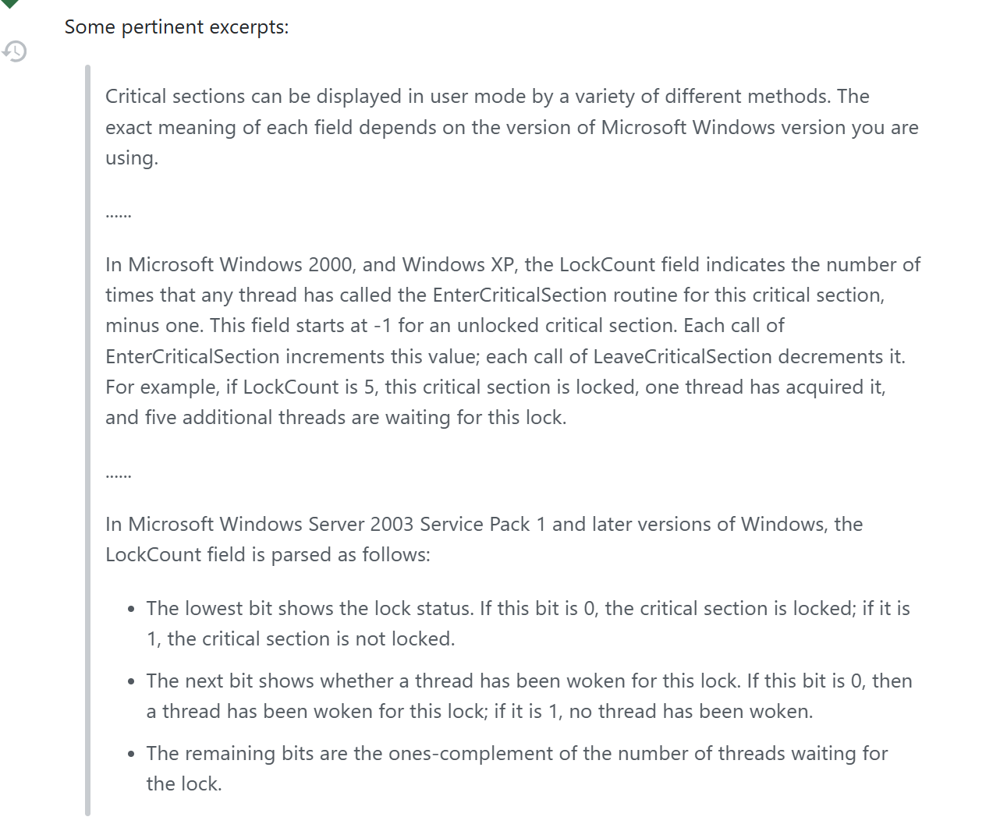 Some pertinent excerpts:
Critical sections can be displayed in user mode by a variety of different methods. The
exact meaning of each field depends on the version of Microsoft Windows version you are
using.
......
In Microsoft Windows 2000, and Windows XP, the LockCount field indicates the number of
times that any thread has called the EnterCriticalSection routine for this critical section,
minus one. This field starts at -1 for an unlocked critical section. Each call of
EnterCriticalSection increments this value; each call of LeaveCriticalSection decrements it.
For example, if LockCount is 5, this critical section is locked, one thread has acquired it,
and five additional threads are waiting for this lock.
......
In Microsoft Windows Server 2003 Service Pack 1 and later versions of Windows, the
LockCount field is parsed as follows:
• The lowest bit shows the lock status. If this bit is 0, the critical section is locked; if it is
1, the critical section is not locked.
• The next bit shows whether a thread has been woken for this lock. If this bit is 0, then
a thread has been woken for this lock; if it is 1, no thread has been woken.
• The remaining bits are the ones-complement of the number of threads waiting for
the lock.